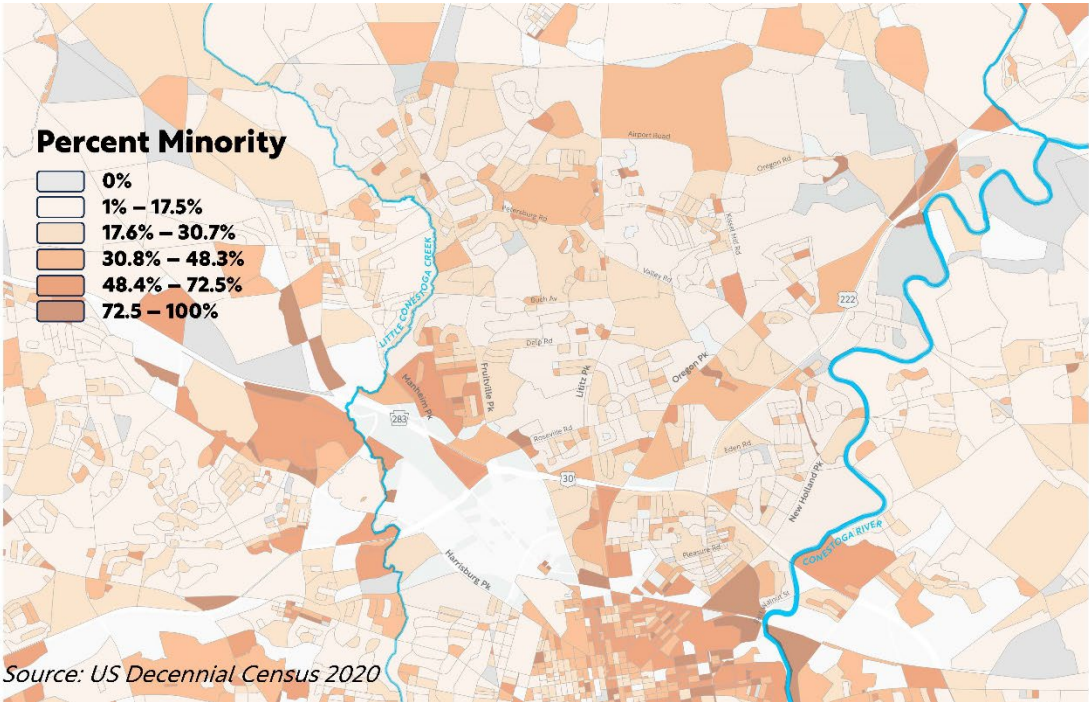 Airport Road
Percent Minority
Oregon Rd
0%
1% – 17.5%
17.6% – 30.7%
30.8% – 48.3%
48.4% – 72.5%
72.5 – 100%
Petersburg Rd
Kissel Hill Rd
LITTLE CONESTOGA CREEK
Valley Rd
Bush Av
222
Delp Rd
Manheim Pk
Fruitville Pk
Lititz Pk
Oregon Pk
283
Roseville Rd
Eden Rd
30
New Holland Pk
CONESTOGA RIVER
Pleasure Rd
Harrisburg Pk
Walnut St
Source: US Decennial Census 2020